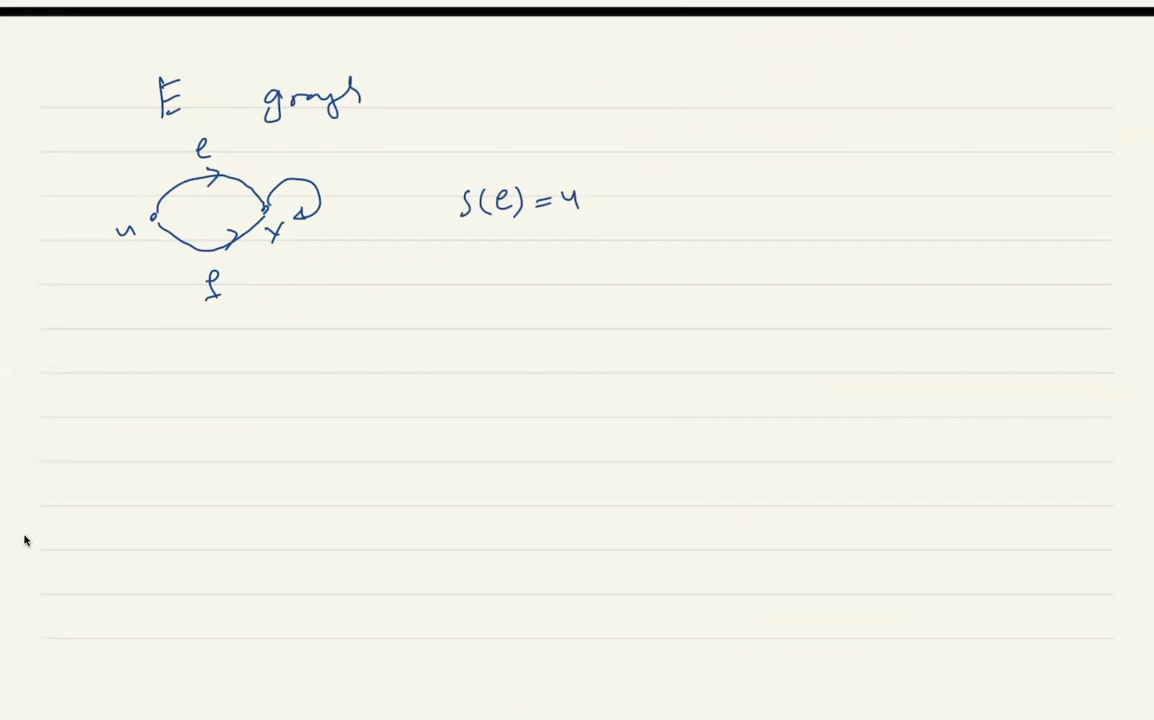 E graph
e
u v
f
s(e) = u